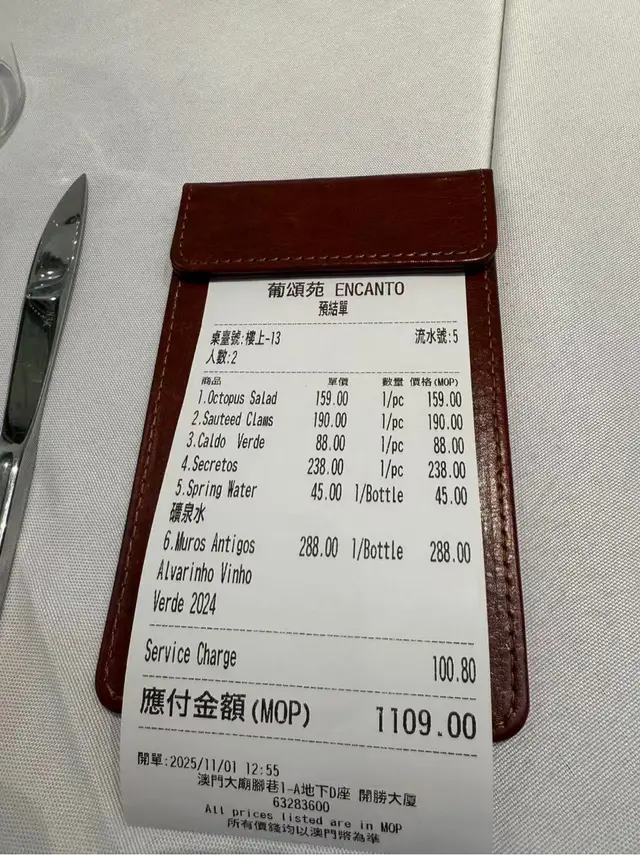 葡頌苑 ENCANTO
預結單
桌臺號:樓上-13 流水號:5
人數:2
商品 單價 數量 價格(MOP)
1.Octopus Salad 159.00 1/pc 159.00
2.Sauteed Clams 190.00 1/pc 190.00
3.Caldo Verde 88.00 1/pc 88.00
4.Secretos 238.00 1/pc 238.00
5.Spring Water 45.00 1/Bottle 45.00
礦泉水
6.Muros Antigos 288.00 1/Bottle 288.00
Alvarinho Vinho
Verde 2024
Service Charge 100.80
應付金額(MOP) 1109.00
開單:2025/11/01 12:55
澳門大廟腳巷1-A地下D座 開勝大厦
63283600
All prices listed are in MOP
所有價錢均以澳門幣為準